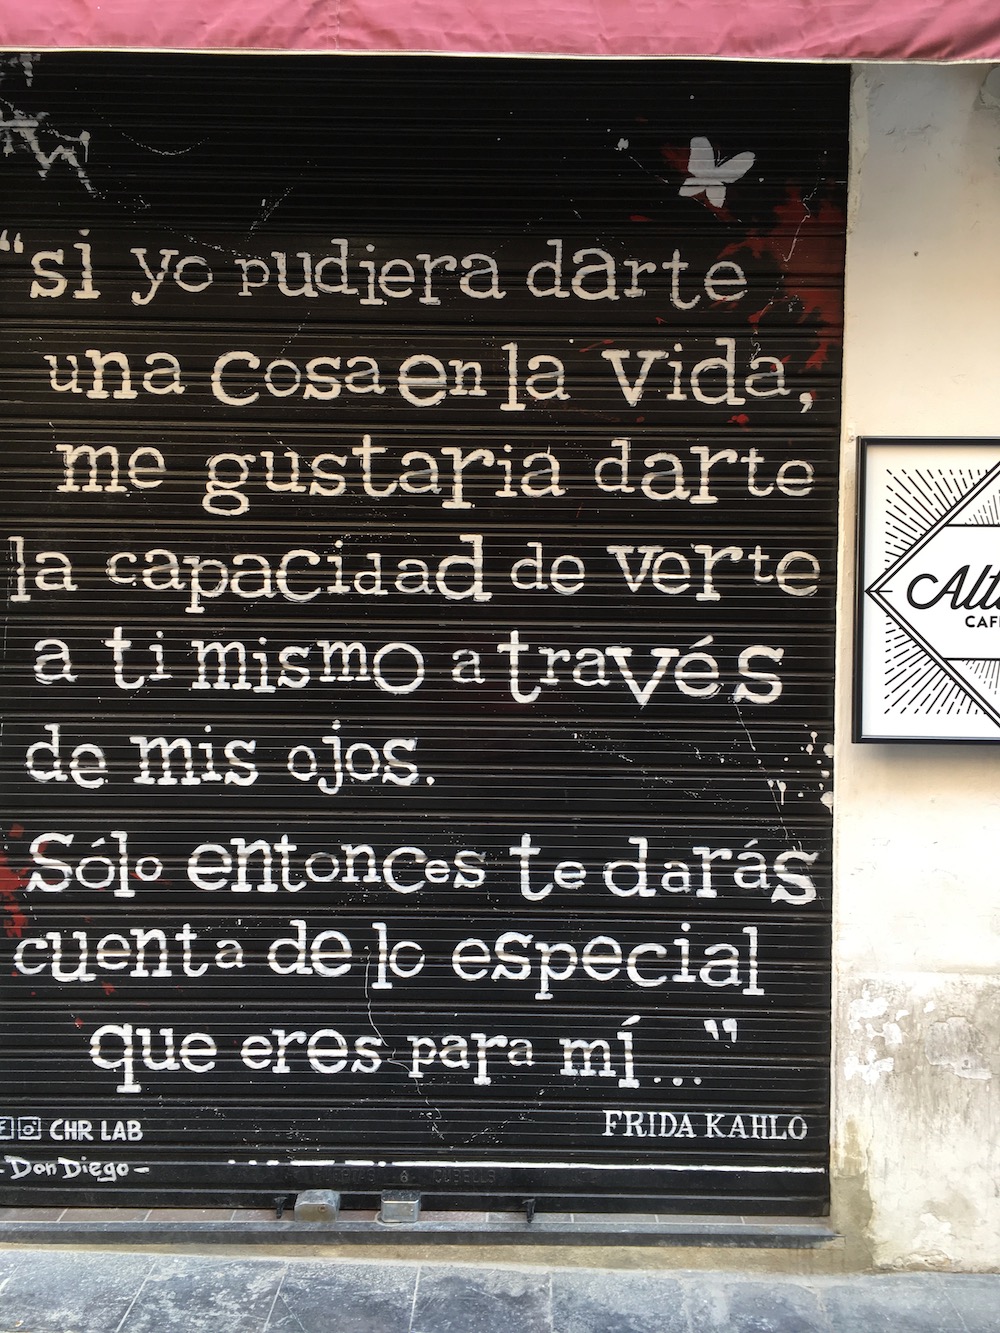 “si yo pudiera darte
una cosa en la vida,
me gustaria darte
la capacidad de verte
a ti mismo a través
de mis ojos.
Sólo entonces te darás
cuenta de lo especial
que eres para mí..."
FRIDA KAHLO
CHR LAB
-Don Diego-